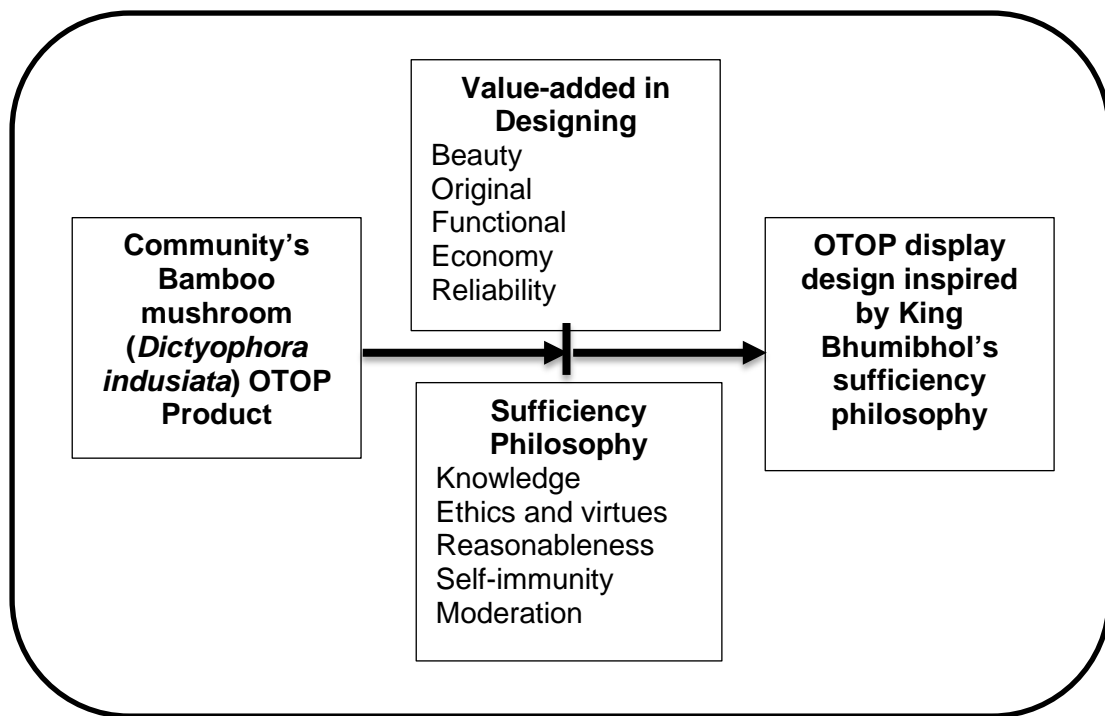 Value-added in
Designing
Beauty
Original
Functional
Economy
Reliability
Community’s
Bamboo
mushroom
(Dictyophora
indusiata) OTOP
Product
OTOP display
design inspired
by King
Bhumibhol’s
sufficiency
philosophy
Sufficiency
Philosophy
Knowledge
Ethics and virtues
Reasonableness
Self-immunity
Moderation